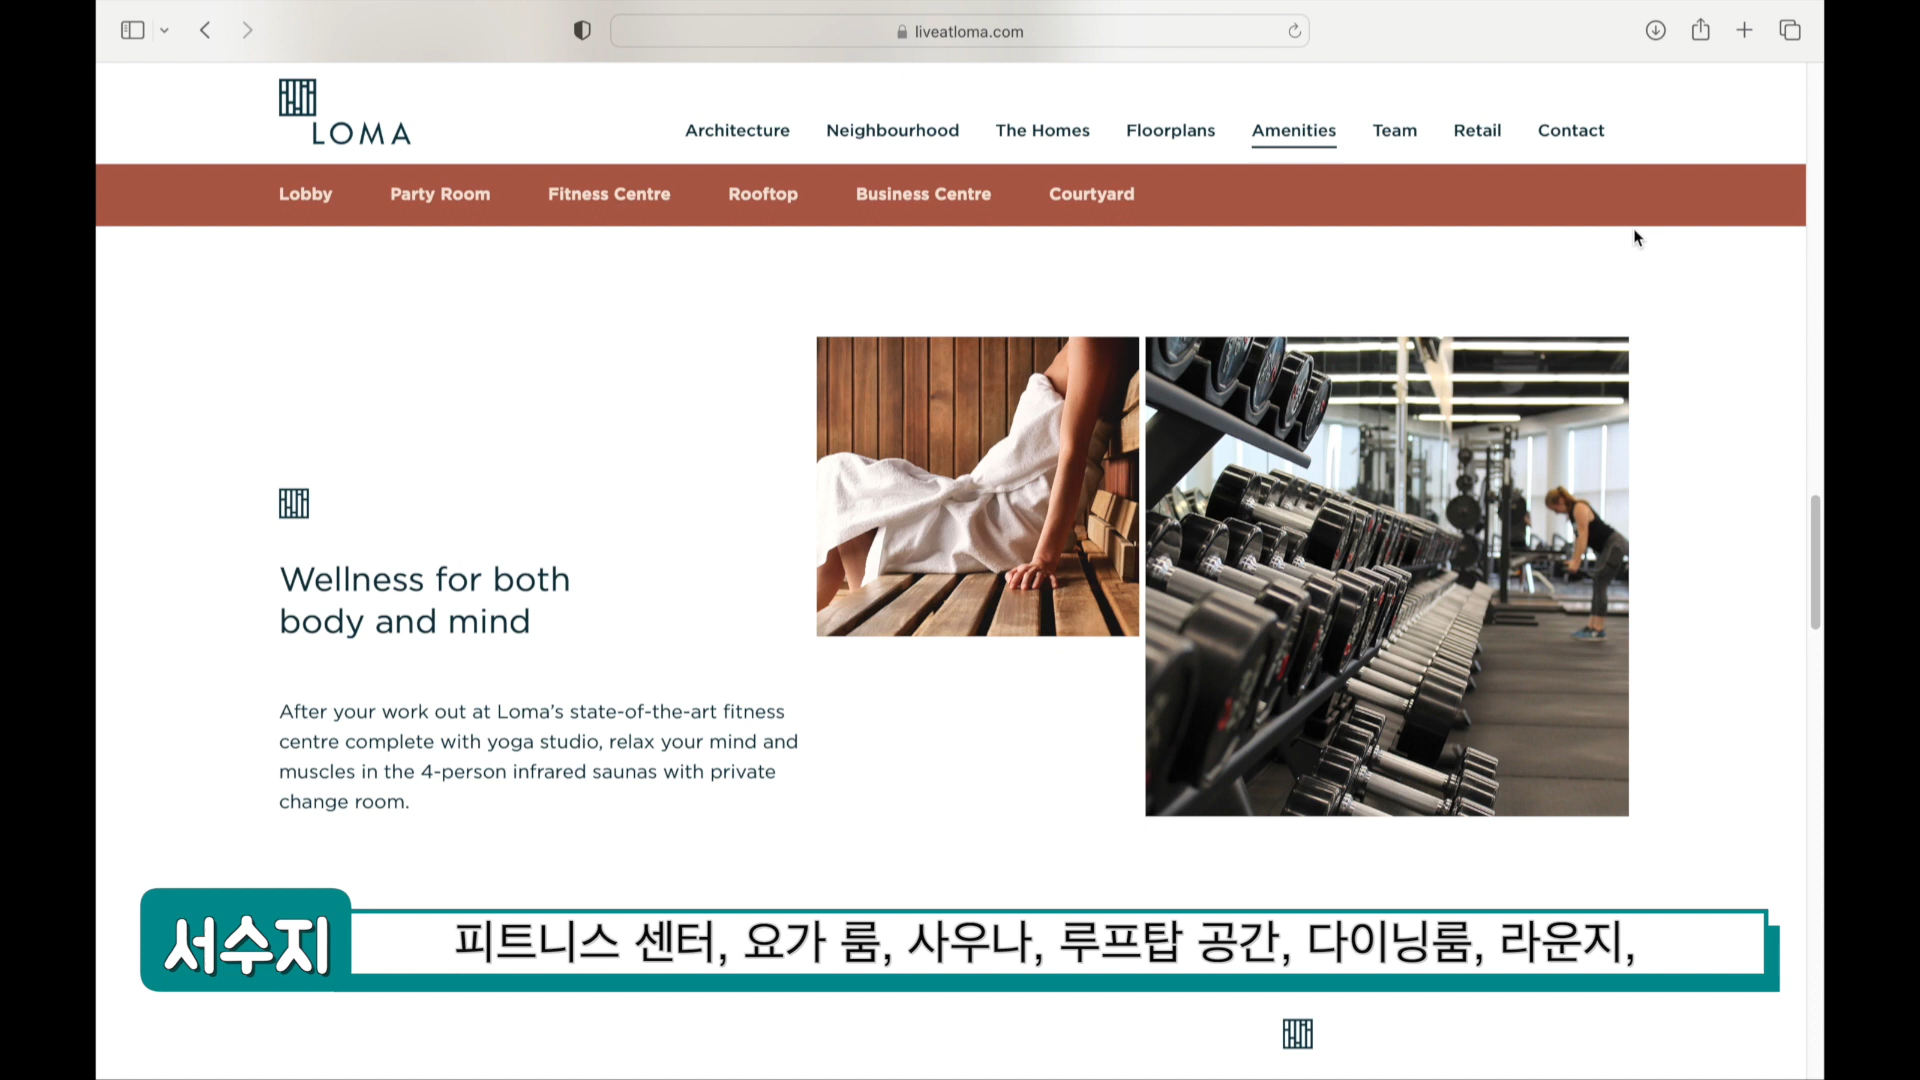 liveatloma.com
LOMA
Architecture Neighbourhood The Homes Floorplans Amenities Team Retail Contact
Lobby Party Room Fitness Centre Rooftop Business Centre Courtyard
Wellness for both
body and mind
After your work out at Loma’s state-of-the-art fitness
centre complete with yoga studio, relax your mind and
muscles in the 4-person infrared saunas with private
change room.
서수지
피트니스 센터, 요가 룸, 사우나, 루프탑 공간, 다이닝룸, 라운지,